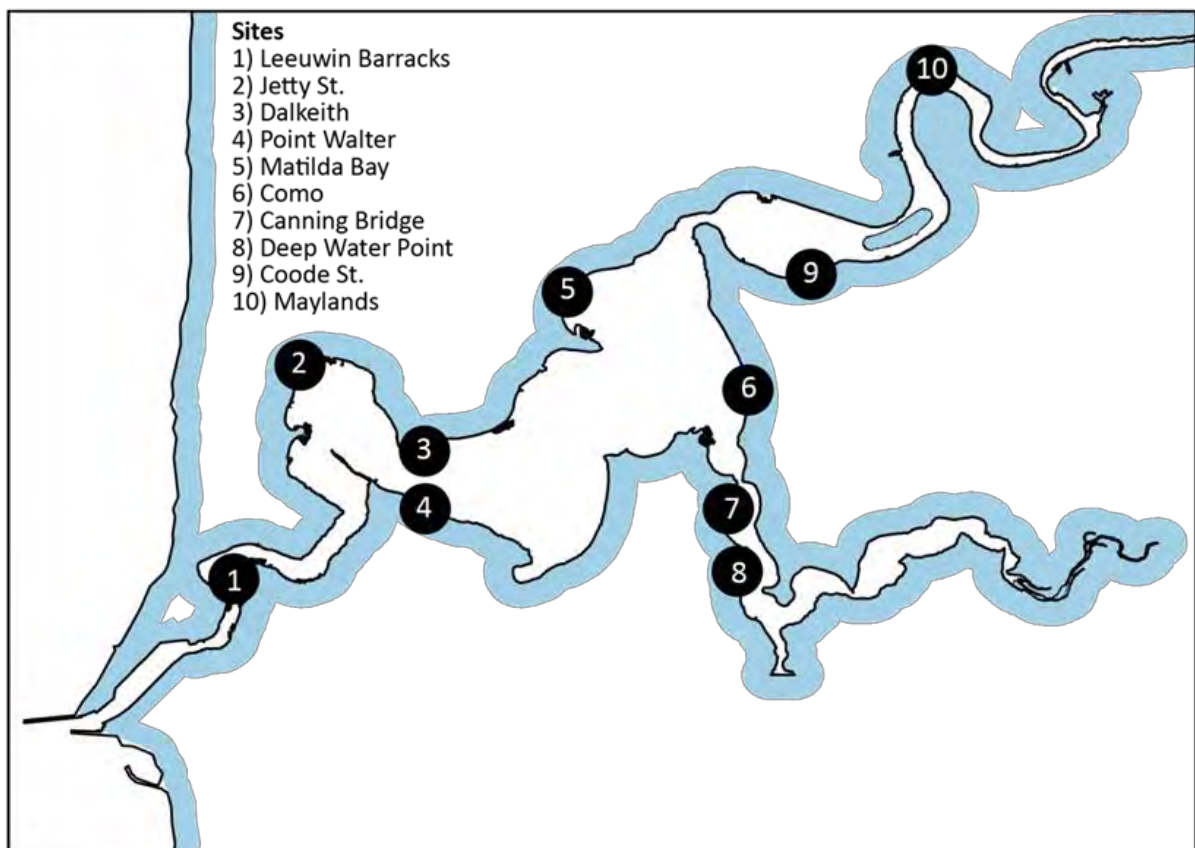 Sites
1) Leeuwin Barracks
2) Jetty St.
3) Dalkeith
4) Point Walter
5) Matilda Bay
6) Como
7) Canning Bridge
8) Deep Water Point
9) Coode St.
10) Maylands
10
9
5
6
2
3
4
7
8
1